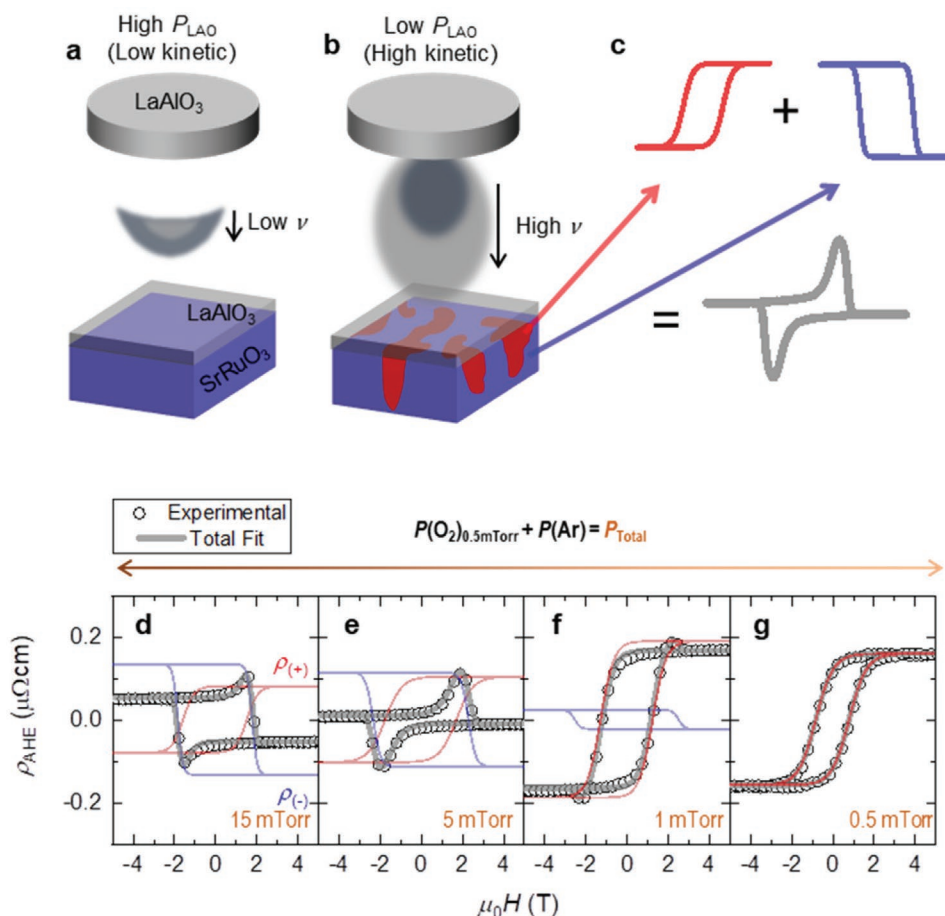 High P_LAO
(Low kinetic)
a
LaAlO₃
Low ν
LaAlO₃
SrRuO₃
Low P_LAO
(High kinetic)
b
High ν
c
+
=
Experimental
Total Fit
P(O₂)₀.₅ₘTₒᵣᵣ + P(Ar) = P_Total
d
e
f
g
ρ(+)
ρ(-)
15 mTorr
5 mTorr
1 mTorr
0.5 mTorr
0.2
0.0
-0.2
ρ_AHE (μΩcm)
-4 -2 0 2 4
-4 -2 0 2 4
-4 -2 0 2 4
-4 -2 0 2 4
μ₀H (T)